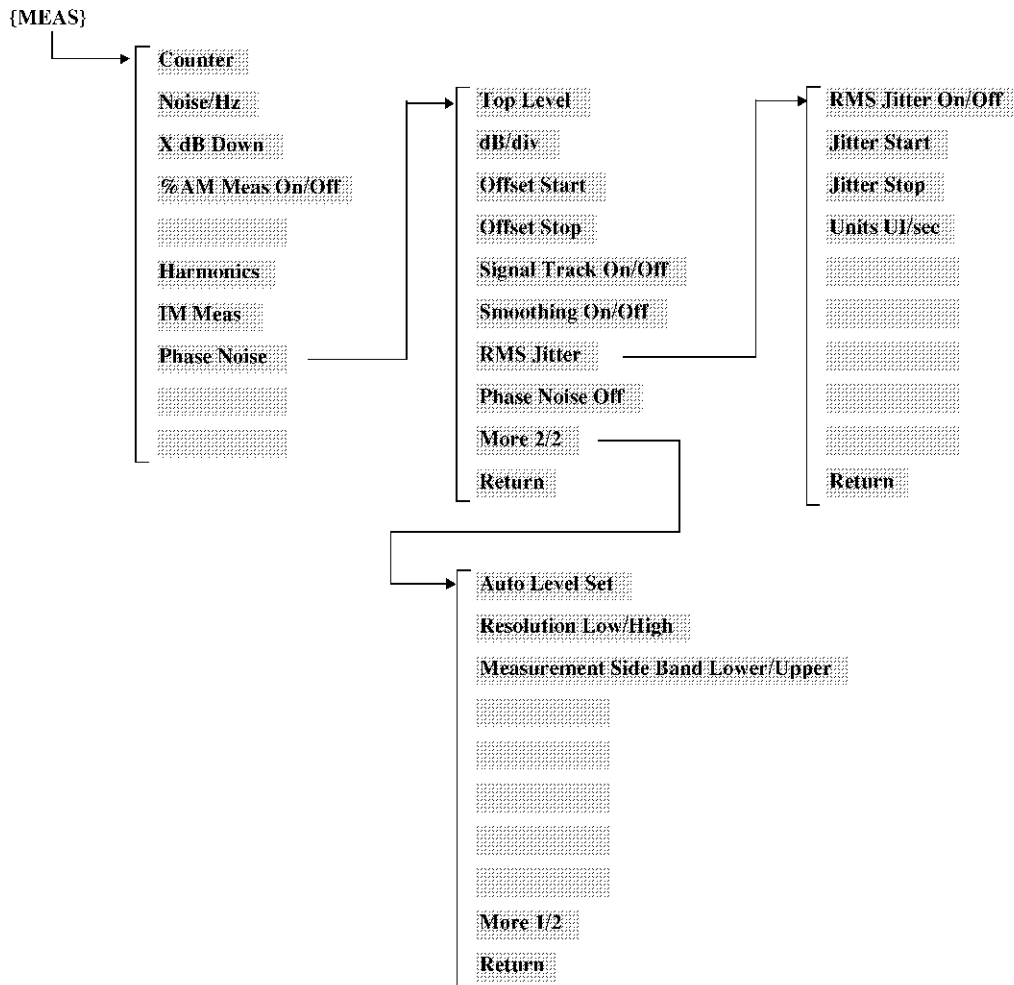 {MEAS}
Counter
Noise/Hz
X dB Down
%AM Meas On/Off
Harmonics
IM Meas
Phase Noise
Top Level
dB/div
Offset Start
Offset Stop
Signal Track On/Off
Smoothing On/Off
RMS Jitter
Phase Noise Off
More 2/2
Return
RMS Jitter On/Off
Jitter Start
Jitter Stop
Units UI/sec
Return
Auto Level Set
Resolution Low/High
Measurement Side Band Lower/Upper
More 1/2
Return